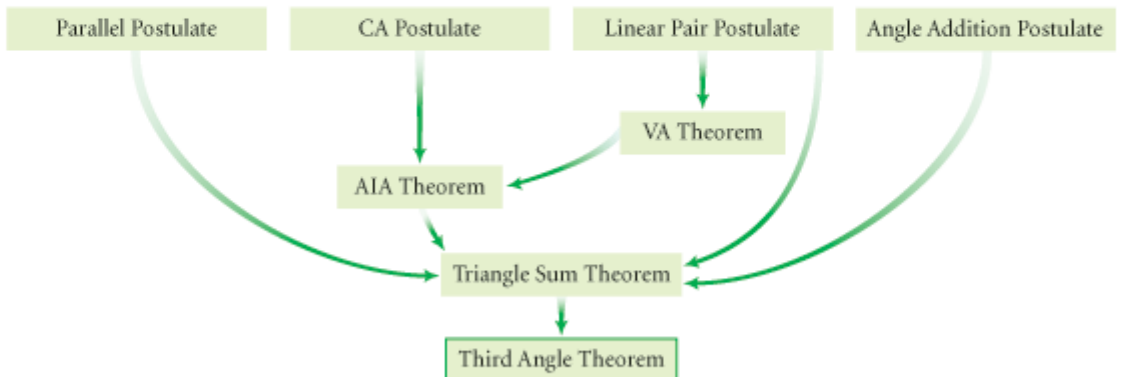 Parallel Postulate
CA Postulate
Linear Pair Postulate
Angle Addition Postulate
VA Theorem
AIA Theorem
Triangle Sum Theorem
Third Angle Theorem